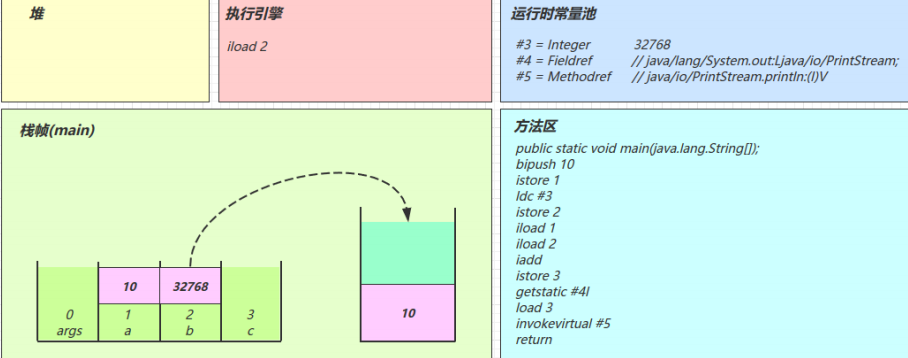 堆
执行引擎
iload 2
运行时常量池
#3 = Integer 32768
#4 = Fieldref // java/lang/System.out:Ljava/io/PrintStream;
#5 = Methodref // java/io/PrintStream.println:(I)V
栈帧(main)
10 32768
0 1 2 3
args a b c
10
方法区
public static void main(java.lang.String[]);
bipush 10
istore 1
ldc #3
istore 2
iload 1
iload 2
iadd
istore 3
getstatic #4I
load 3
invokevirtual #5
return